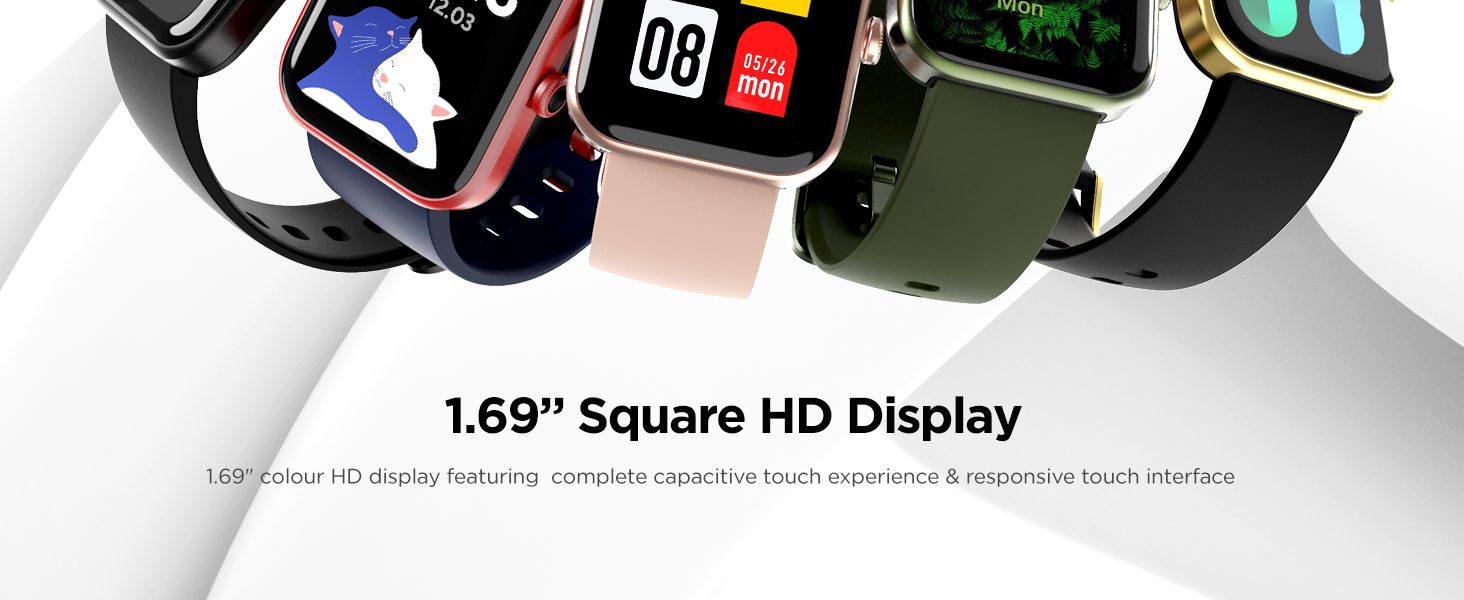 12.03
Mon
08
05/26
mon
1.69” Square HD Display
1.69" colour HD display featuring  complete capacitive touch experience & responsive touch interface